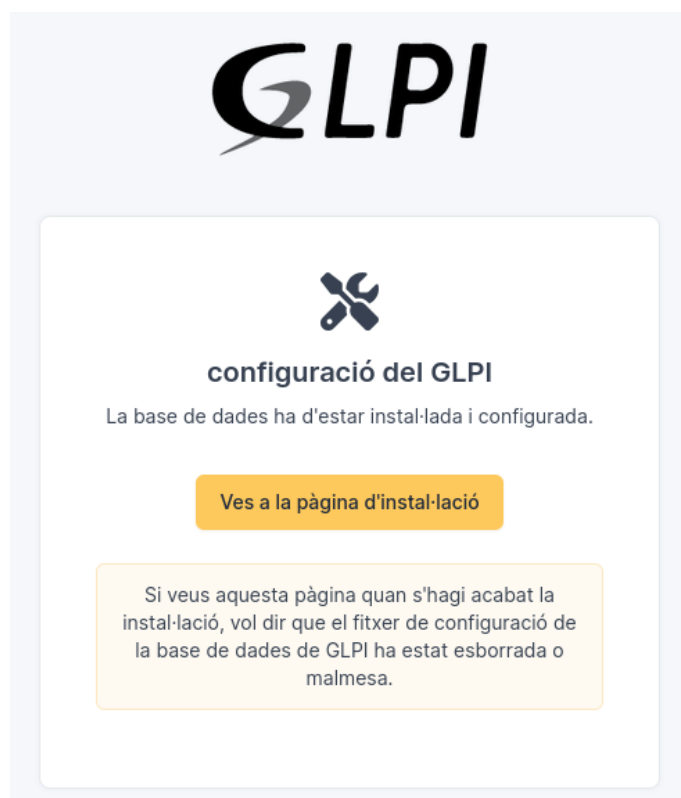 GLPI
configuració del GLPI
La base de dades ha d'estar instal·lada i configurada.
Ves a la pàgina d'instal·lació
Si veus aquesta pàgina quan s'hagi acabat la
instal·lació, vol dir que el fitxer de configuració de
la base de dades de GLPI ha estat esborrada o
malmesa.